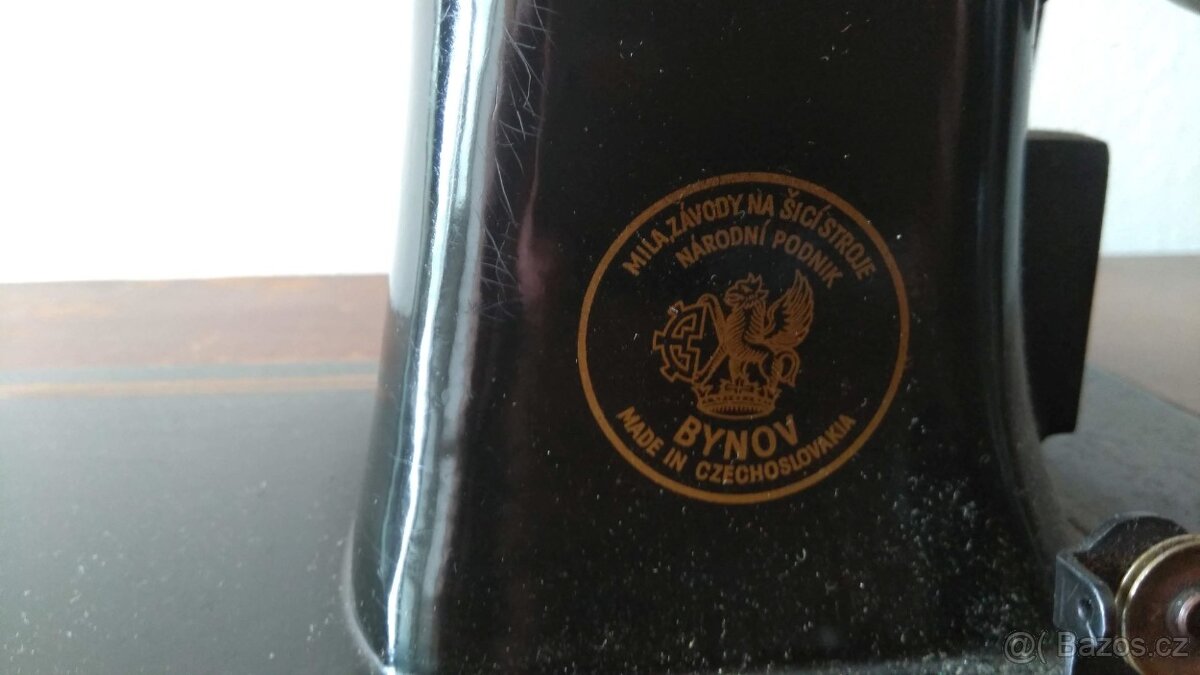 MILA, ZÁVODY NA ŠICÍ STROJE
NÁRODNÍ PODNIK
BYNOV
MADE IN CZECHOSLOVAKIA
@( Bazos.cz